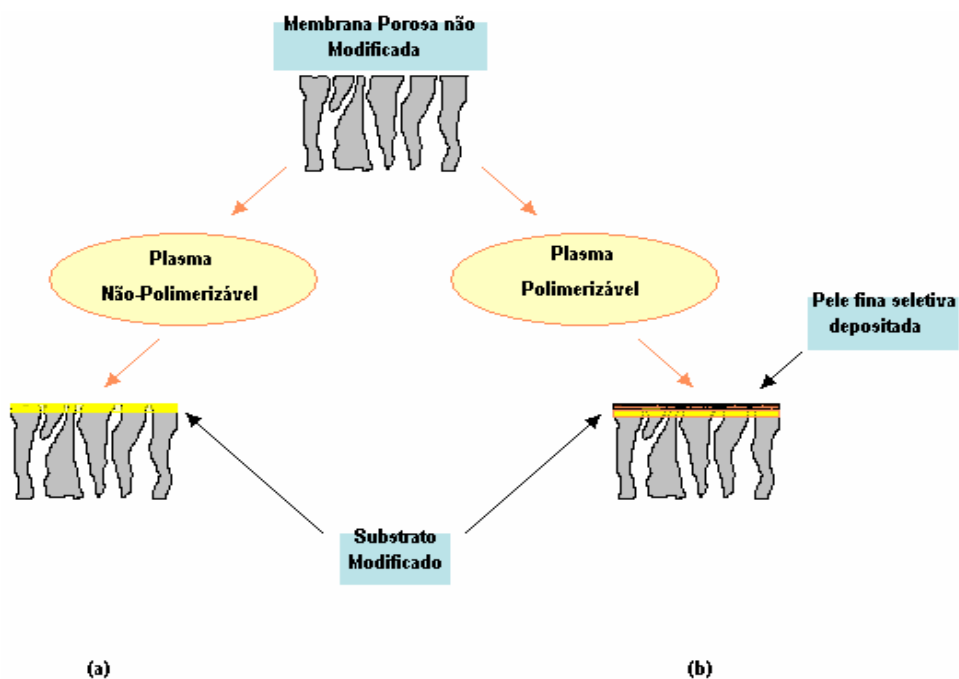 Membrana Porosa não
Modificada
Plasma
Não-Polimerizável
Plasma
Polimerizável
Pele fina seletiva
depositada
Substrato
Modificado
(a)
(b)